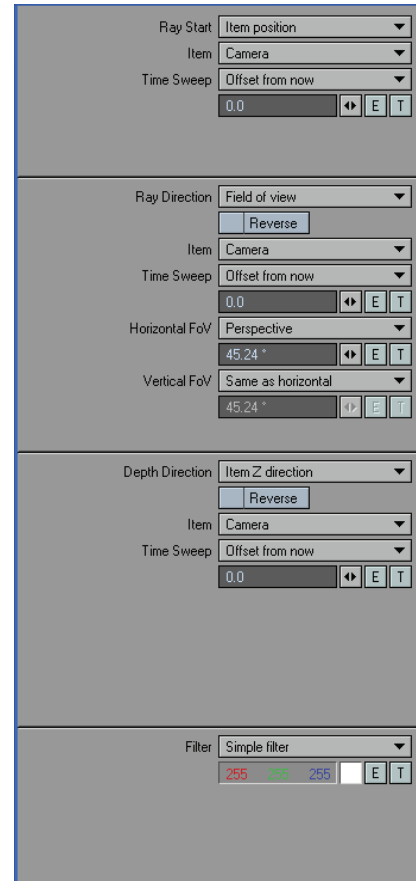 Ray Start Item position
Item Camera
Time Sweep Offset from now
0.0 E T
Ray Direction Field of view
Reverse
Item Camera
Time Sweep Offset from now
0.0 E T
Horizontal FoV Perspective
45.24 ° E T
Vertical FoV Same as horizontal
45.24 ° E T
Depth Direction Item Z direction
Reverse
Item Camera
Time Sweep Offset from now
0.0 E T
Filter Simple filter
255 255 255 E T